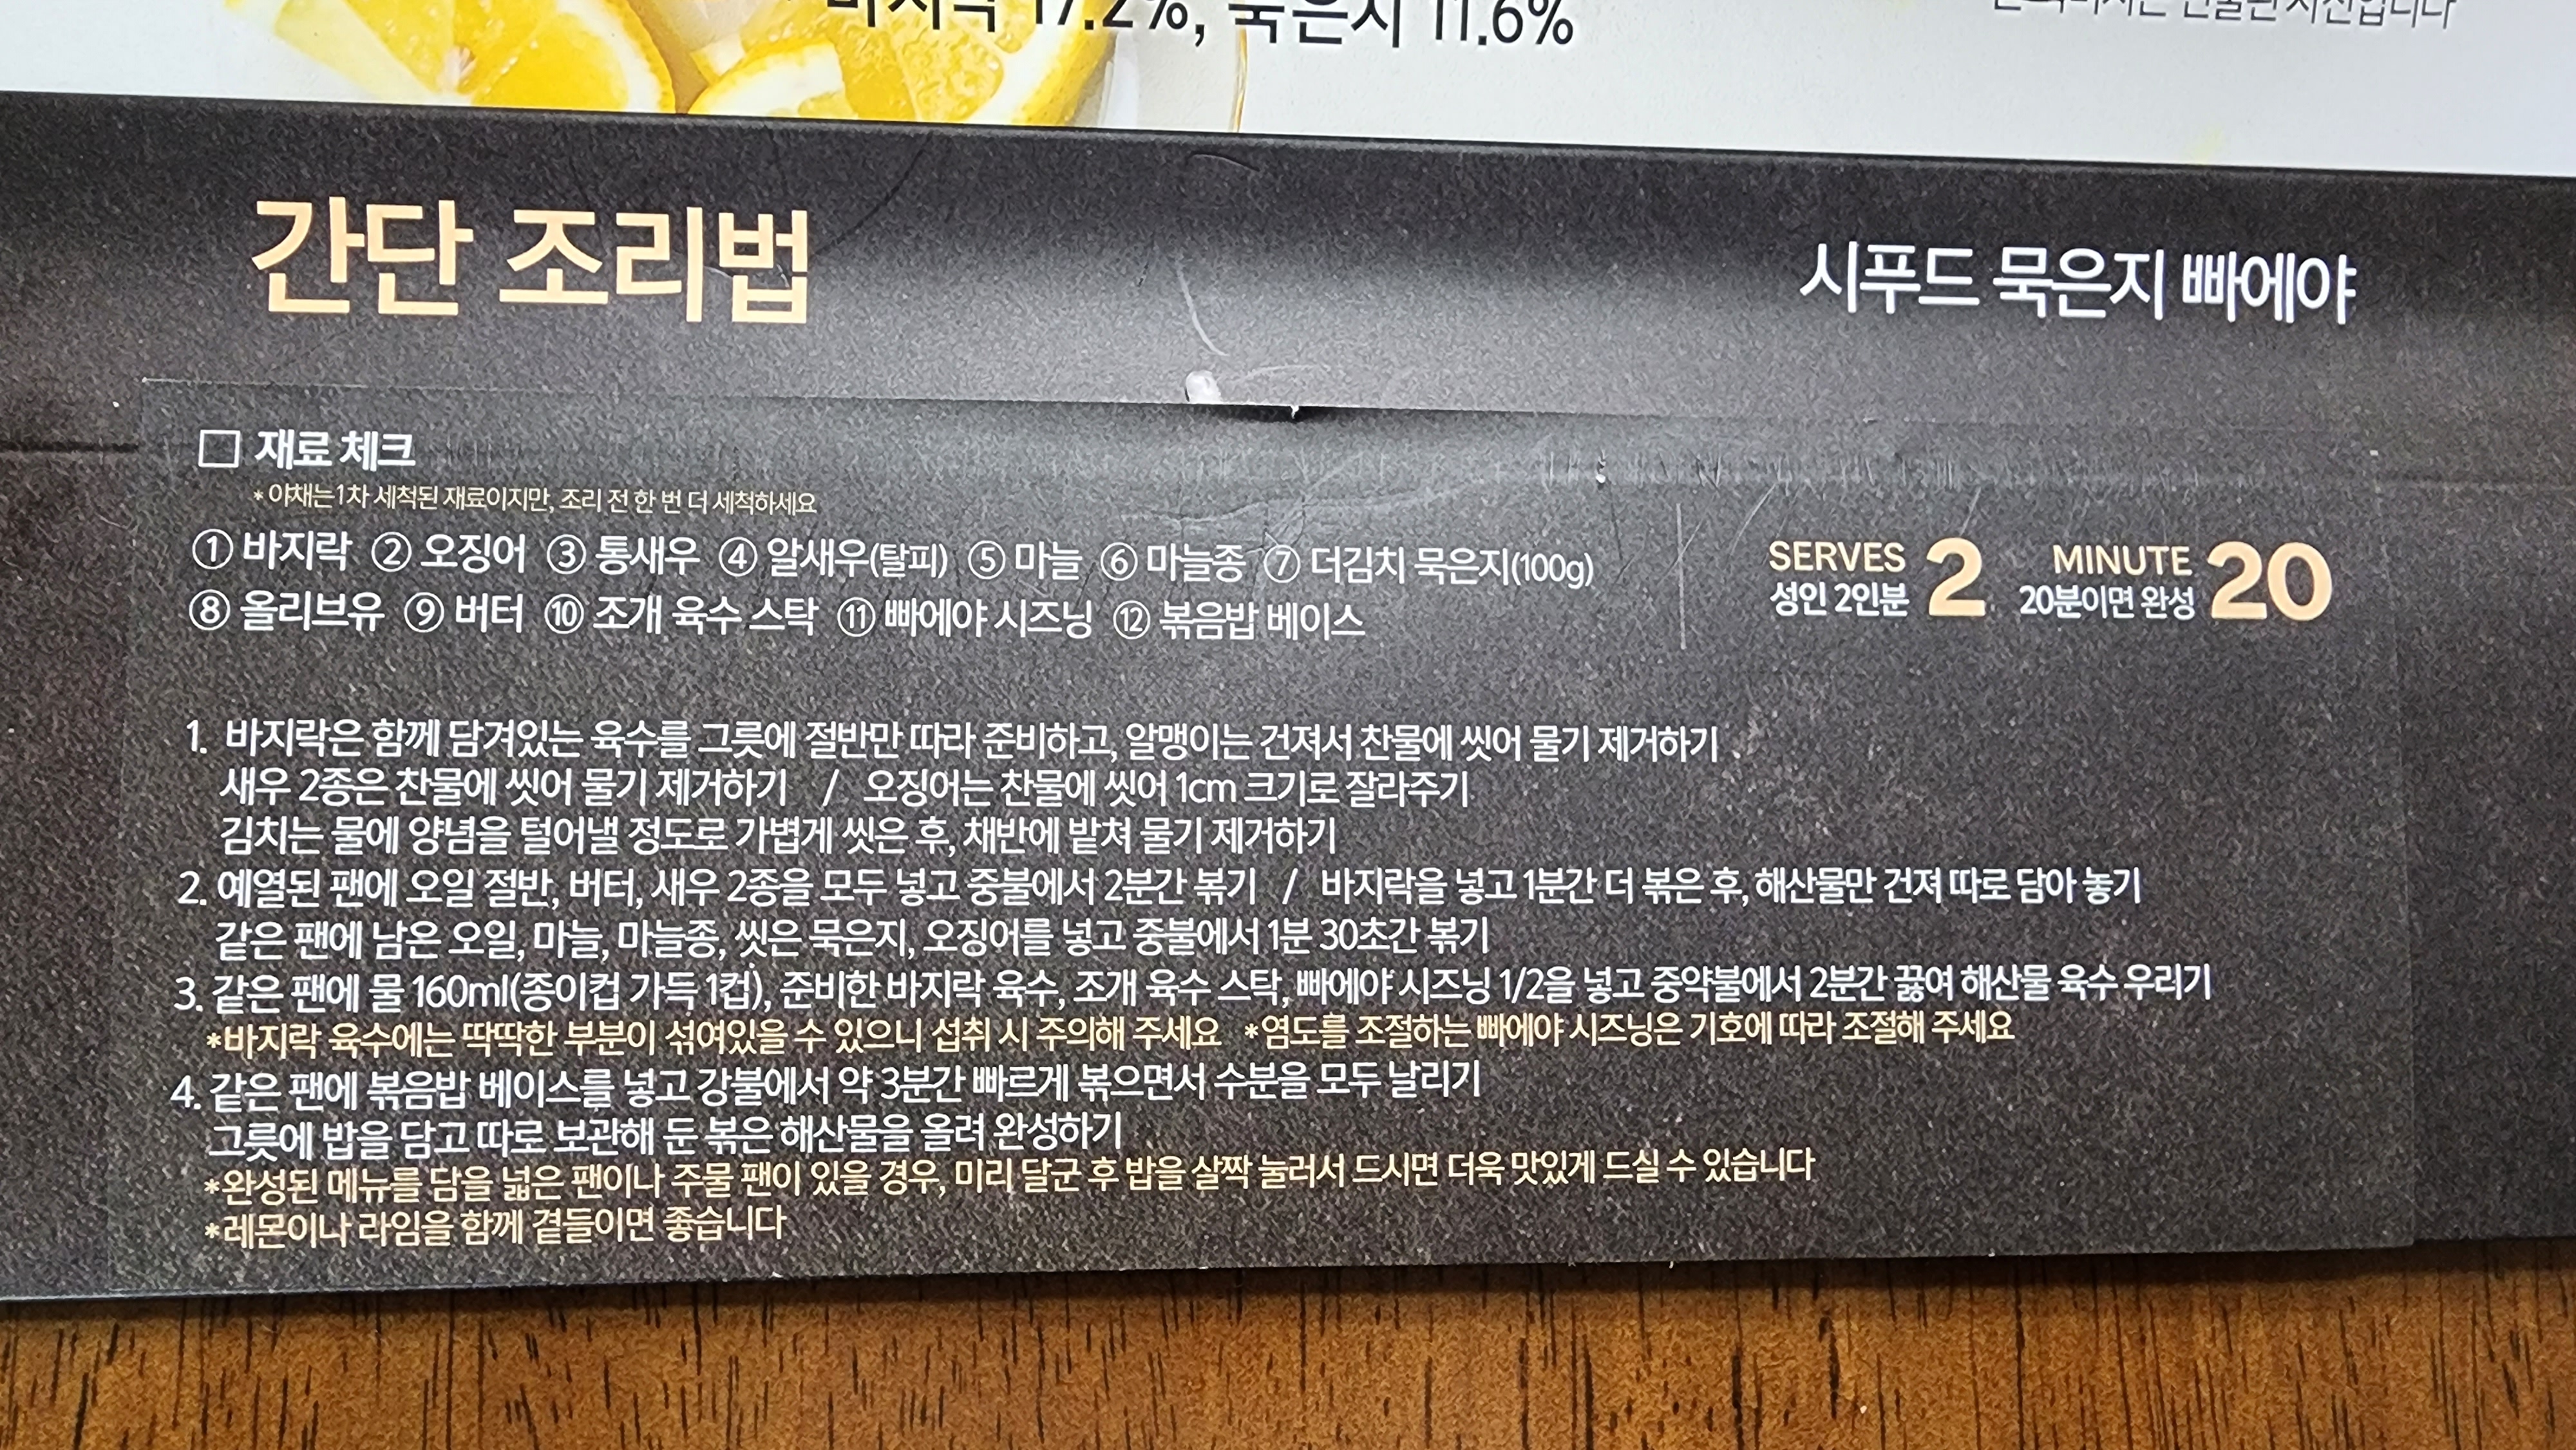 바지락 17.2%, 묵은지 11.6%
간단 조리법
시푸드 묵은지 빠에야
□ 재료 체크
*야채는 1차 세척된 재료이지만, 조리 전 한 번 더 세척하세요
① 바지락 ② 오징어 ③ 통새우 ④ 알새우(탈피) ⑤ 마늘 ⑥ 마늘종 ⑦ 더김치 묵은지(100g)
⑧ 올리브유 ⑨ 버터 ⑩ 조개 육수 스탁 ⑪ 빠에야 시즈닝 ⑫ 볶음밥 베이스
SERVES 2
성인 2인분
MINUTE 20
20분이면 완성
1. 바지락은 함께 담겨있는 육수를 그릇에 절반만 따라 준비하고, 알맹이는 건져서 찬물에 씻어 물기 제거하기
새우 2종은 찬물에 씻어 물기 제거하기 / 오징어는 찬물에 씻어 1cm 크기로 잘라주기
김치는 물에 양념을 털어낼 정도로 가볍게 씻은 후, 채반에 밭쳐 물기 제거하기
2. 예열된 팬에 오일 절반, 버터, 새우 2종을 모두 넣고 중불에서 2분간 볶기 / 바지락을 넣고 1분간 더 볶은 후, 해산물만 건져 따로 담아 놓기
같은 팬에 남은 오일, 마늘, 마늘종, 씻은 묵은지, 오징어를 넣고 중불에서 1분 30초간 볶기
3. 같은 팬에 물 160ml(종이컵 가득 1컵), 준비한 바지락 육수, 조개 육수 스탁, 빠에야 시즈닝 1/2을 넣고 중약불에서 2분간 끓여 해산물 육수 우리기
*바지락 육수에는 딱딱한 부분이 섞여있을 수 있으니 섭취 시 주의해 주세요 *염도를 조절하는 빠에야 시즈닝은 기호에 따라 조절해 주세요
4. 같은 팬에 볶음밥 베이스를 넣고 강불에서 약 3분간 빠르게 볶으면서 수분을 모두 날리기
그릇에 밥을 담고 따로 보관해 둔 볶은 해산물을 올려 완성하기
*완성된 메뉴를 담을 넓은 팬이나 주물 팬이 있을 경우, 미리 달군 후 밥을 살짝 눌러서 드시면 더욱 맛있게 드실 수 있습니다
*레몬이나 라임을 함께 곁들이면 좋습니다